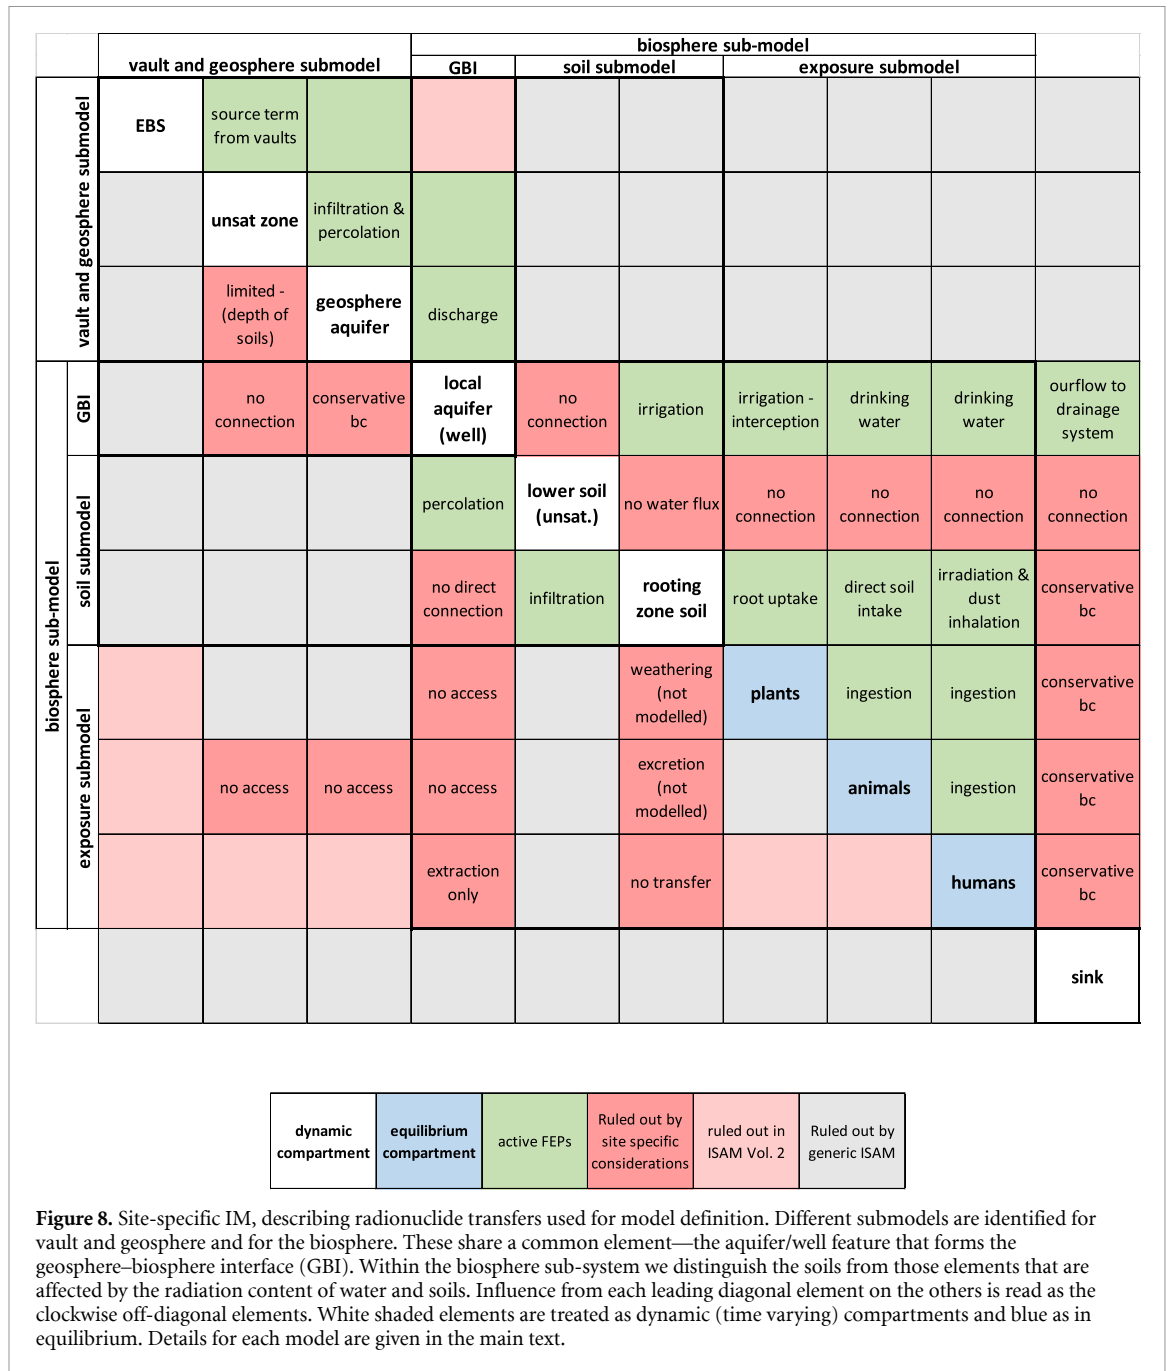 biosphere sub-model
vault and geosphere submodel
GBI
soil submodel
exposure submodel
vault and geosphere submodel
EBS
source term
from vaults
unsat zone
infiltration &
percolation
limited -
(depth of
soils)
geosphere
aquifer
discharge
biosphere sub-model
GBI
no
connection
conservative
bc
local
aquifer
(well)
no
connection
irrigation
irrigation -
interception
drinking
water
drinking
water
ourflow to
drainage
system
soil submodel
percolation
lower soil
(unsat.)
no water flux
no
connection
no
connection
no
connection
no
connection
no direct
connection
infiltration
rooting
zone soil
root uptake
direct soil
intake
irradiation &
dust
inhalation
conservative
bc
exposure submodel
no access
weathering
(not
modelled)
plants
ingestion
ingestion
conservative
bc
no access
no access
no access
excretion
(not
modelled)
animals
ingestion
conservative
bc
extraction
only
no transfer
humans
conservative
bc
sink
dynamic
compartment
equilibrium
compartment
active FEPs
Ruled out by
site specific
considerations
ruled out in
ISAM Vol. 2
Ruled out by
generic ISAM
Figure 8. Site-specific IM, describing radionuclide transfers used for model definition. Different submodels are identified for
vault and geosphere and for the biosphere. These share a common element—the aquifer/well feature that forms the
geosphere–biosphere interface (GBI). Within the biosphere sub-system we distinguish the soils from those elements that are
affected by the radiation content of water and soils. Influence from each leading diagonal element on the others is read as the
clockwise off-diagonal elements. White shaded elements are treated as dynamic (time varying) compartments and blue as in
equilibrium. Details for each model are given in the main text.